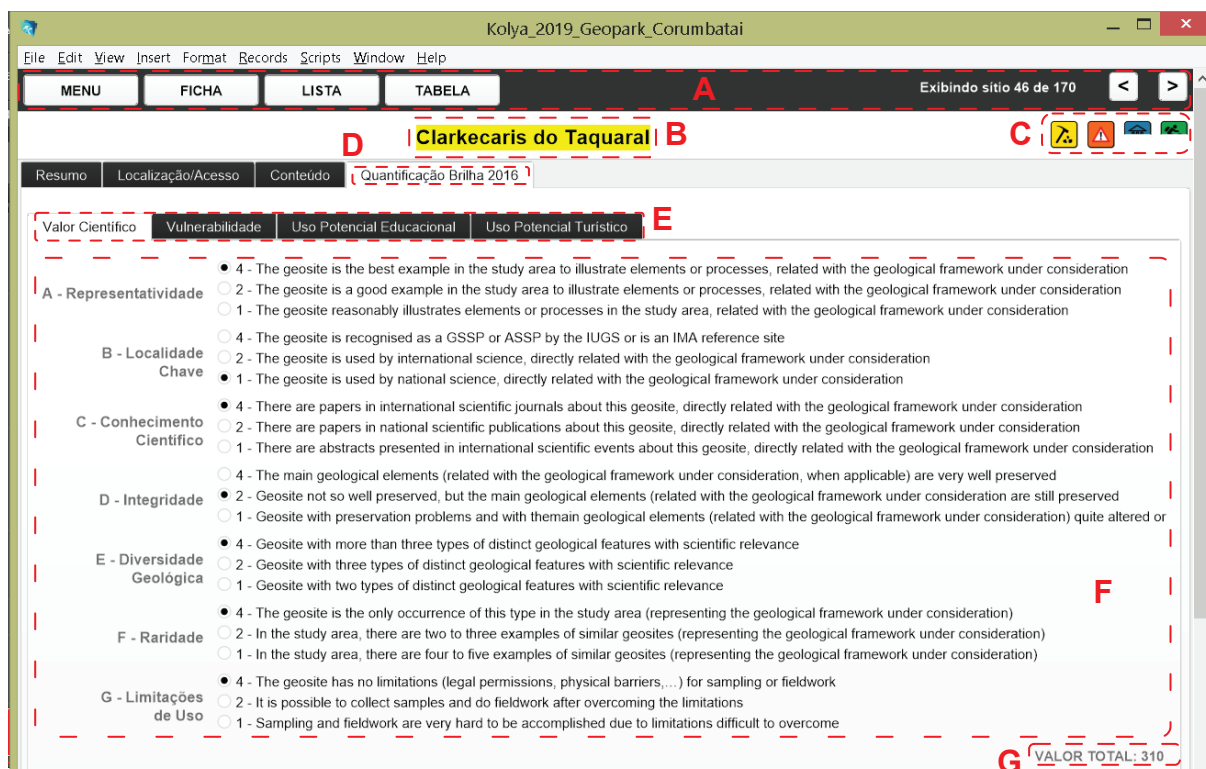 Kolya_2019_Geopark_Corumbatai
File Edit View Insert Format Records Scripts Window Help
MENU FICHA LISTA TABELA A Exibindo sítio 46 de 170 < >
D Clarkecaris do Taquaral B C
Resumo Localização/Acesso Conteúdo Quantificação Brilha 2016
Valor Científico Vulnerabilidade Uso Potencial Educacional Uso Potencial Turístico E
A - Representatividade
4 - The geosite is the best example in the study area to illustrate elements or processes, related with the geological framework under consideration
2 - The geosite is a good example in the study area to illustrate elements or processes, related with the geological framework under consideration
1 - The geosite reasonably illustrates elements or processes in the study area, related with the geological framework under consideration
B - Localidade
Chave
4 - The geosite is recognised as a GSSP or ASSP by the IUGS or is an IMA reference site
2 - The geosite is used by international science, directly related with the geological framework under consideration
1 - The geosite is used by national science, directly related with the geological framework under consideration
C - Conhecimento
Científico
4 - There are papers in international scientific journals about this geosite, directly related with the geological framework under consideration
2 - There are papers in national scientific publications about this geosite, directly related with the geological framework under consideration
1 - There are abstracts presented in international scientific events about this geosite, directly related with the geological framework under consideration
D - Integridade
4 - The main geological elements (related with the geological framework under consideration, when applicable) are very well preserved
2 - Geosite not so well preserved, but the main geological elements (related with the geological framework under consideration are still preserved
1 - Geosite with preservation problems and with themain geological elements (related with the geological framework under consideration) quite altered or
E - Diversidade
Geológica
4 - Geosite with more than three types of distinct geological features with scientific relevance
2 - Geosite with three types of distinct geological features with scientific relevance
1 - Geosite with two types of distinct geological features with scientific relevance
F
F - Raridade
4 - The geosite is the only occurrence of this type in the study area (representing the geological framework under consideration)
2 - In the study area, there are two to three examples of similar geosites (representing the geological framework under consideration)
1 - In the study area, there are four to five examples of similar geosites (representing the geological framework under consideration)
G - Limitações
de Uso
4 - The geosite has no limitations (legal permissions, physical barriers,...) for sampling or fieldwork
2 - It is possible to collect samples and do fieldwork after overcoming the limitations
1 - Sampling and fieldwork are very hard to be accomplished due to limitations difficult to overcome
G VALOR TOTAL: 310